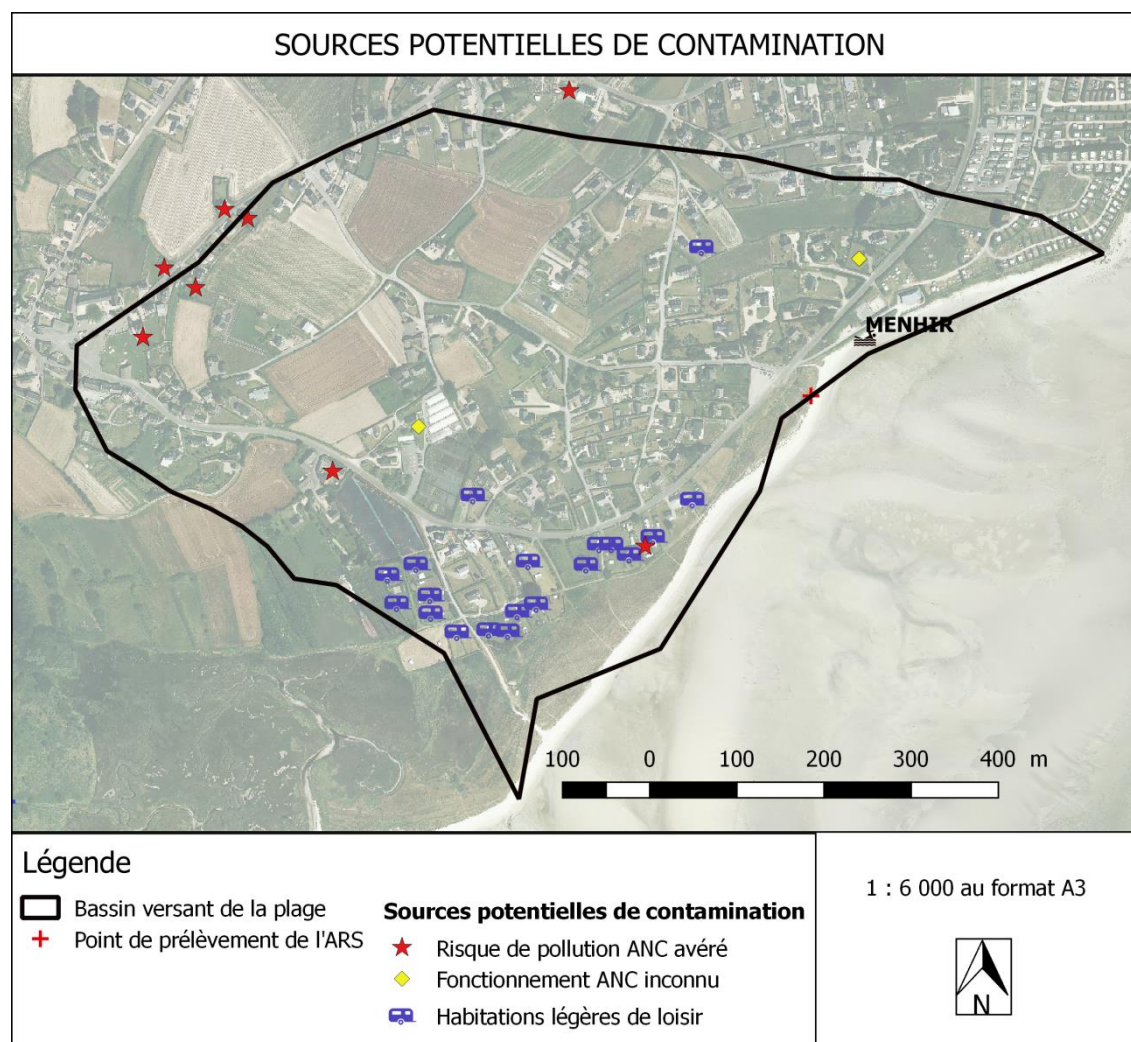 SOURCES POTENTIELLES DE CONTAMINATION
MENHIR
100 0 100 200 300 400 m
Légende
Bassin versant de la plage
Point de prélèvement de l'ARS
Sources potentielles de contamination
Risque de pollution ANC avéré
Fonctionnement ANC inconnu
Habitations légères de loisir
1 : 6 000 au format A3
N